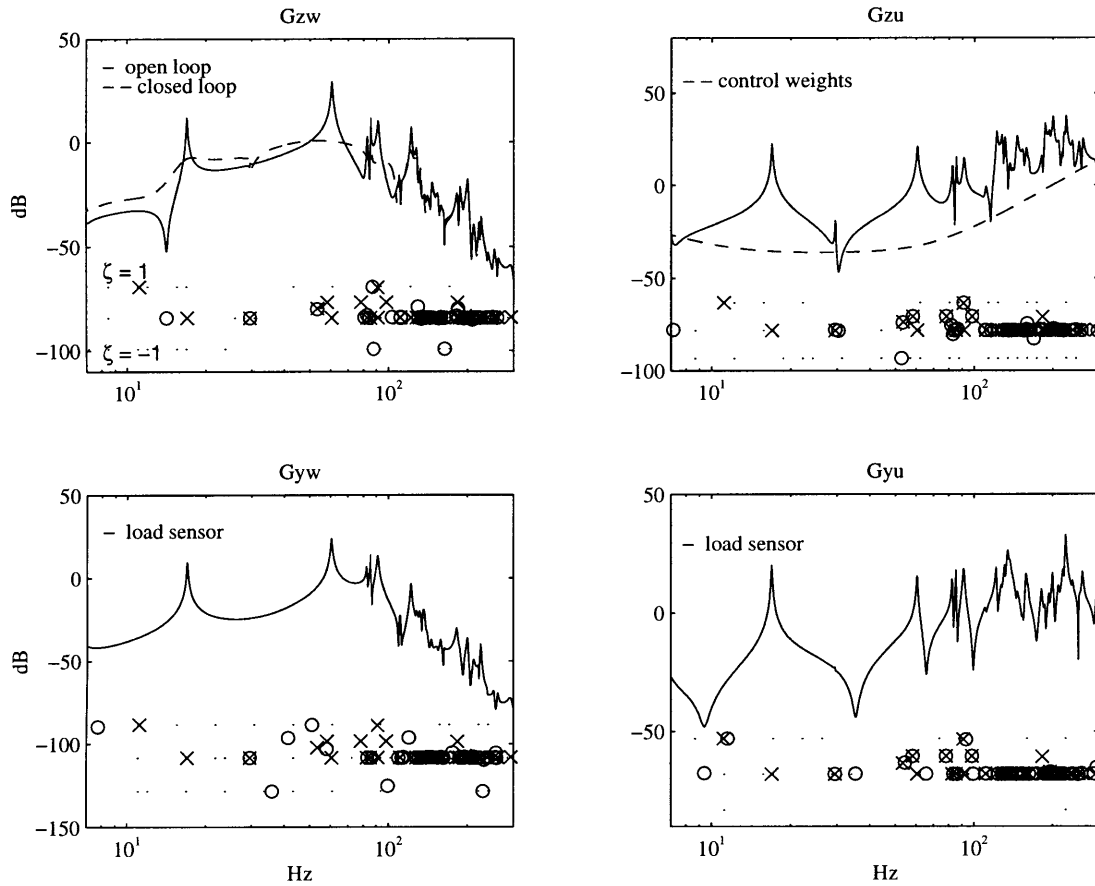 Gzw
50
0
−50
−100
dB
– open loop
– – closed loop
ζ = 1
ζ = −1
10¹
10²
Gzu
50
0
−50
−100
– – control weights
10¹
10²
Gyw
50
0
−50
−100
−150
dB
– load sensor
10¹
10²
Hz
Gyu
50
0
−50
– load sensor
10¹
10²
Hz